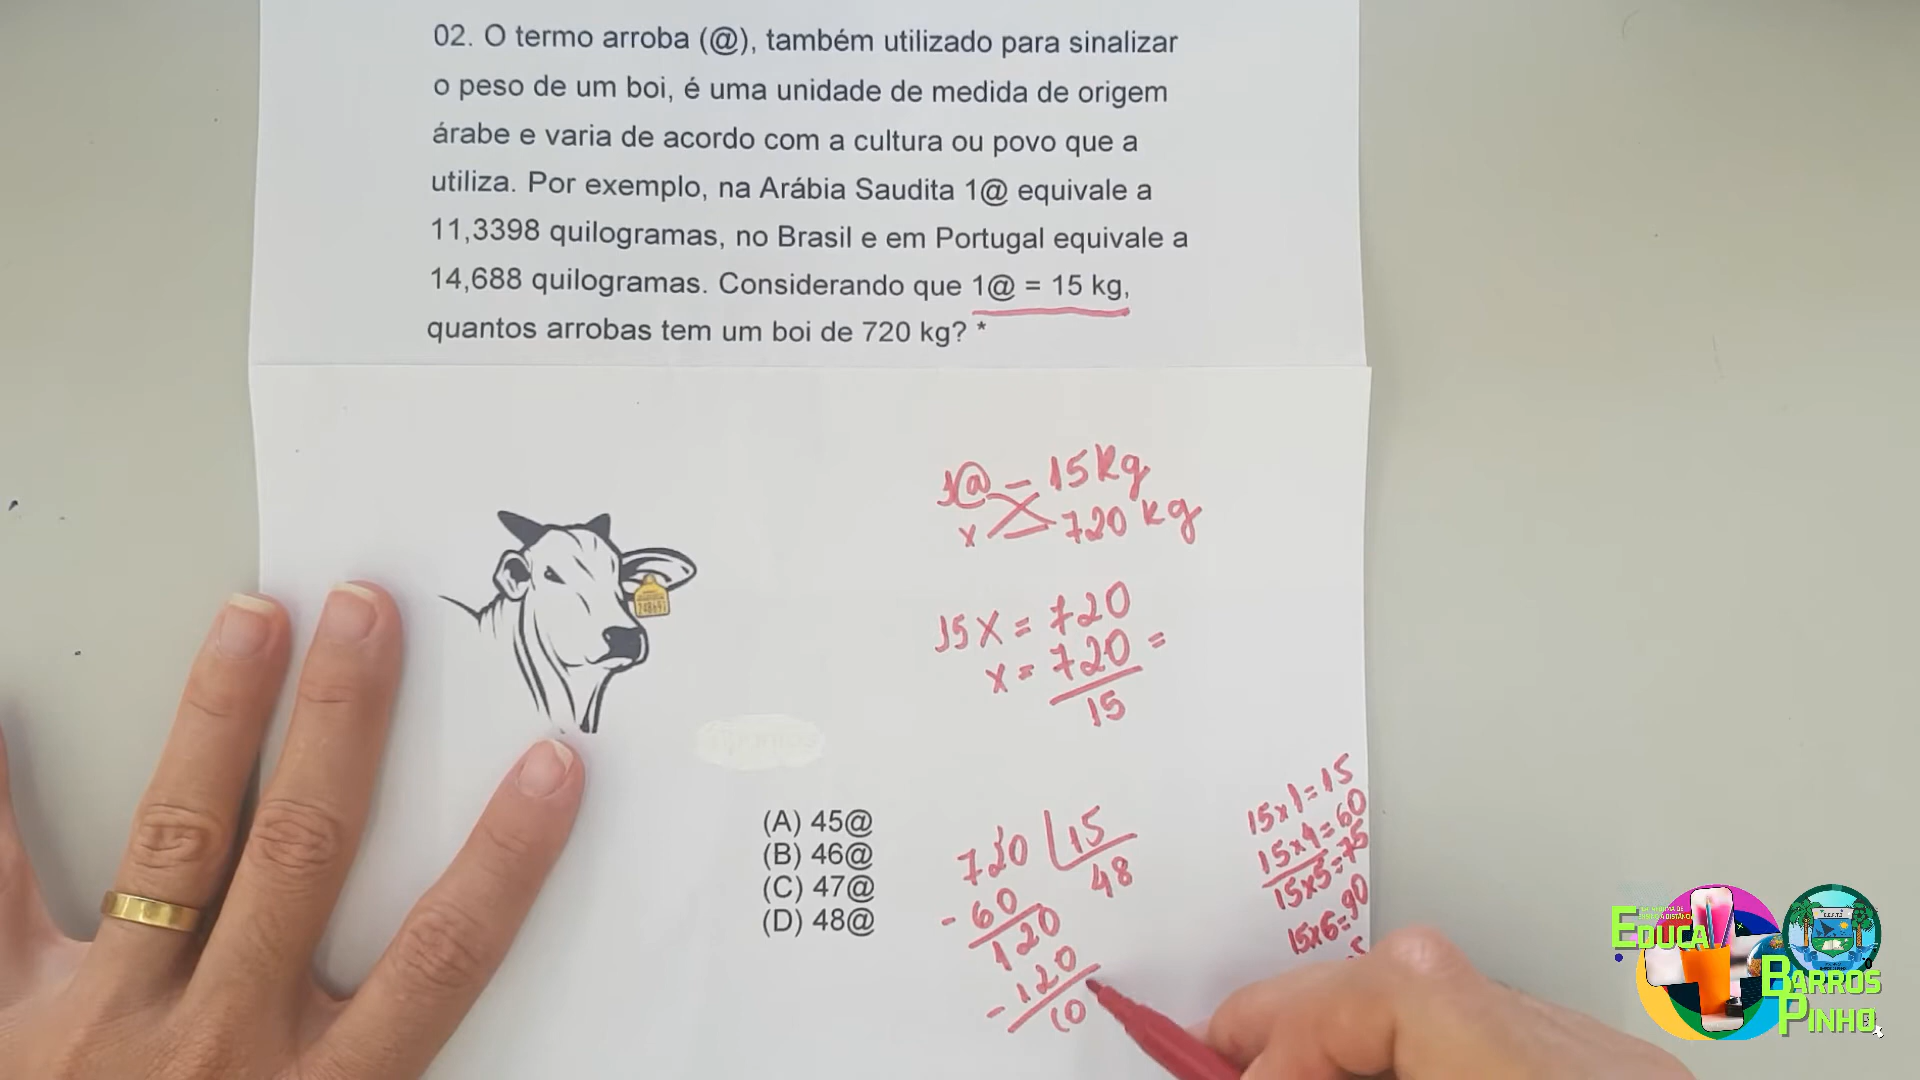 02. O termo arroba (@), também utilizado para sinalizar
o peso de um boi, é uma unidade de medida de origem
árabe e varia de acordo com a cultura ou povo que a
utiliza. Por exemplo, na Arábia Saudita 1@ equivale a
11,3398 quilogramas, no Brasil e em Portugal equivale a
14,688 quilogramas. Considerando que 1@ = 15 kg,
quantos arrobas tem um boi de 720 kg? *
1@ - 15 kg
x 720 kg
15 x = 720
x = 720 =
15
(A) 45@
(B) 46@
(C) 47@
(D) 48@
720 15
48
- 60
120
- 120
(0
15x1=15
15x4=60
15x5=75
15x6=90
EDUCA
BARROS
PINHO